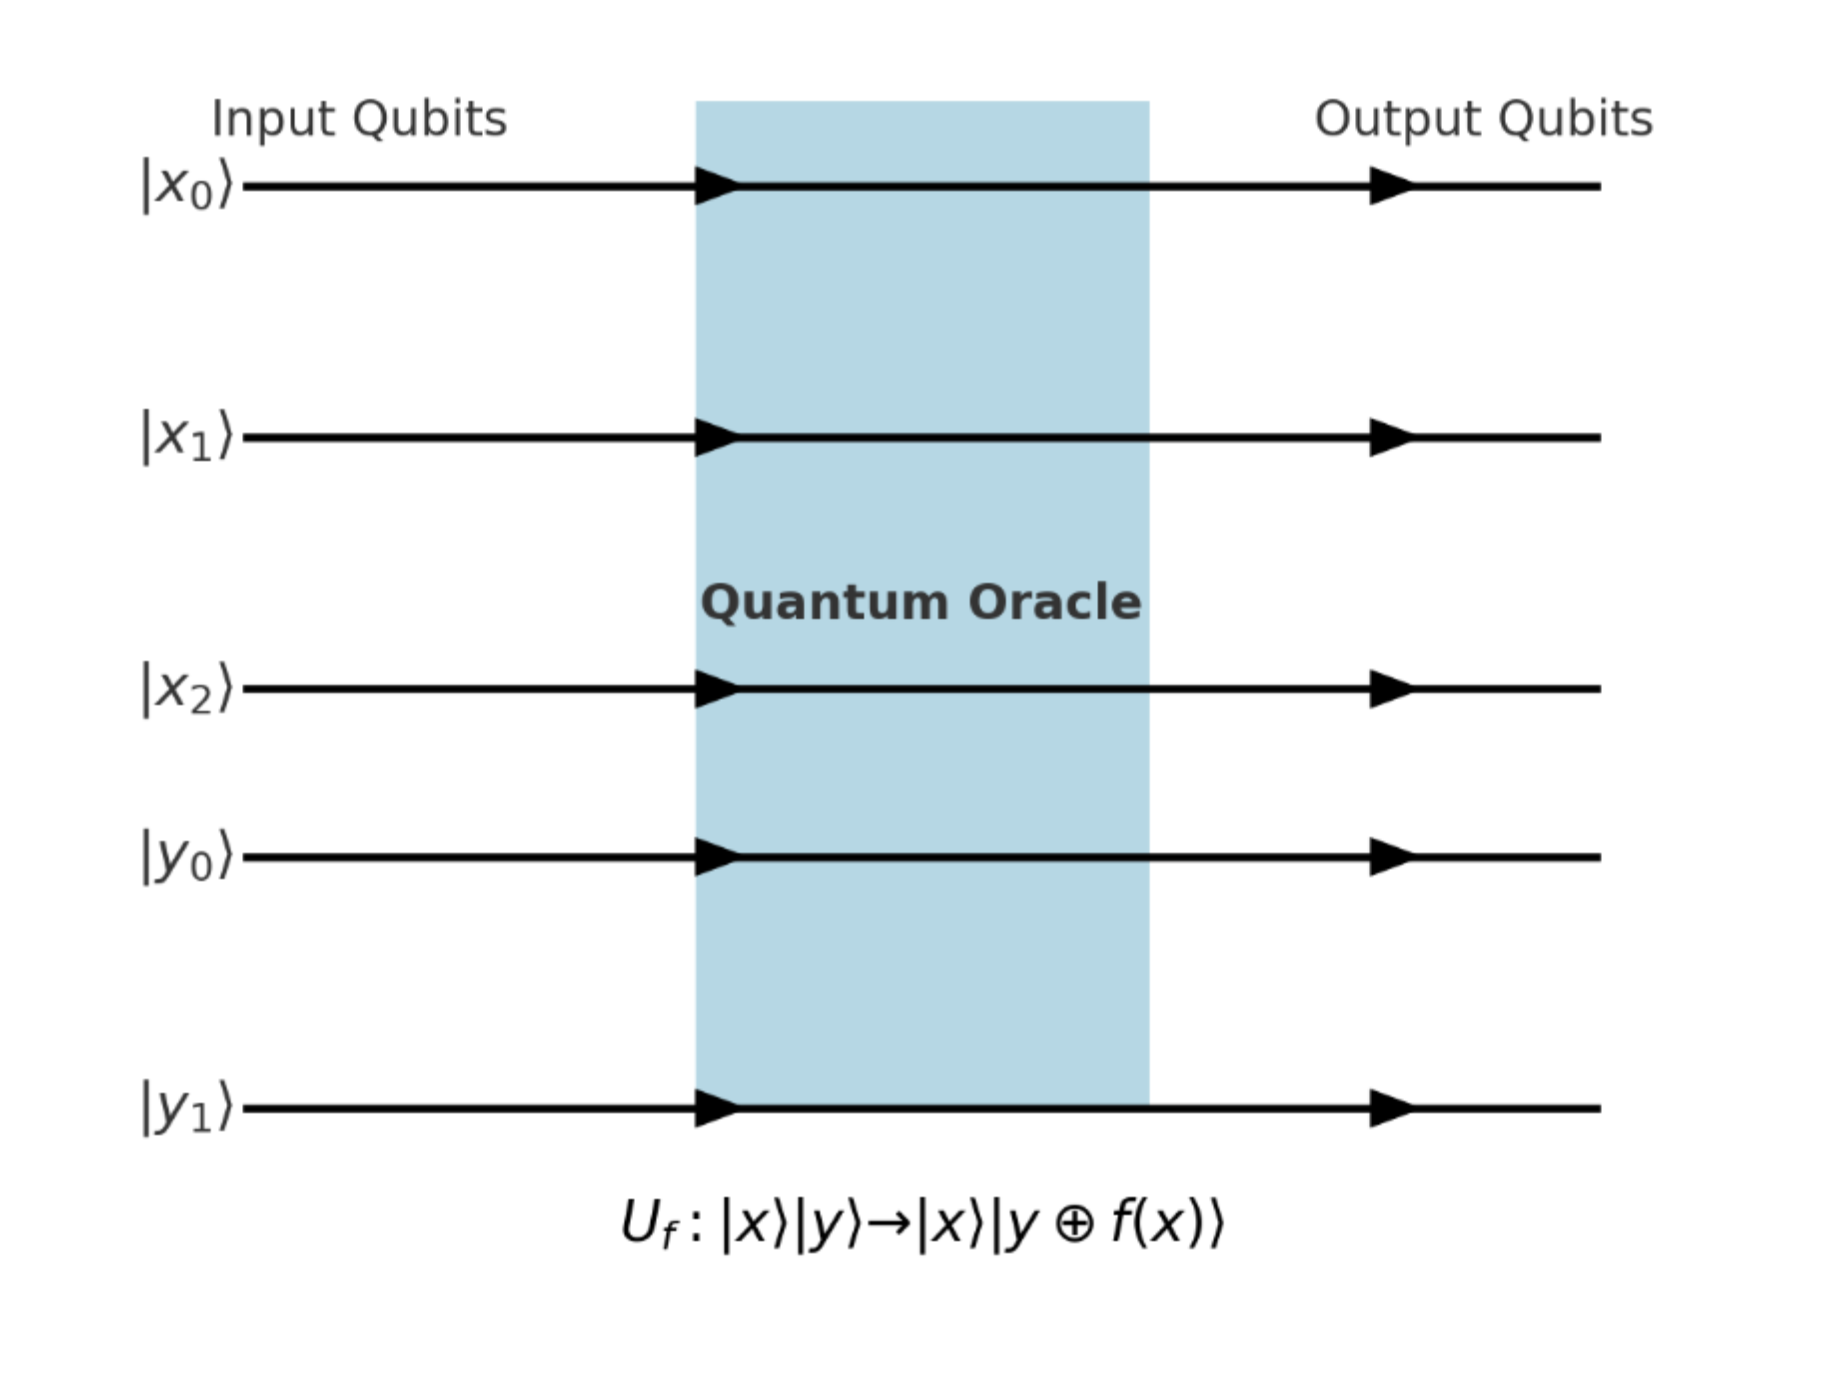 Input Qubits
Output Qubits
|x₀⟩
|x₁⟩
Quantum Oracle
|x₂⟩
|y₀⟩
|y₁⟩
U_f : |x⟩|y⟩→|x⟩|y ⊕ f(x)⟩